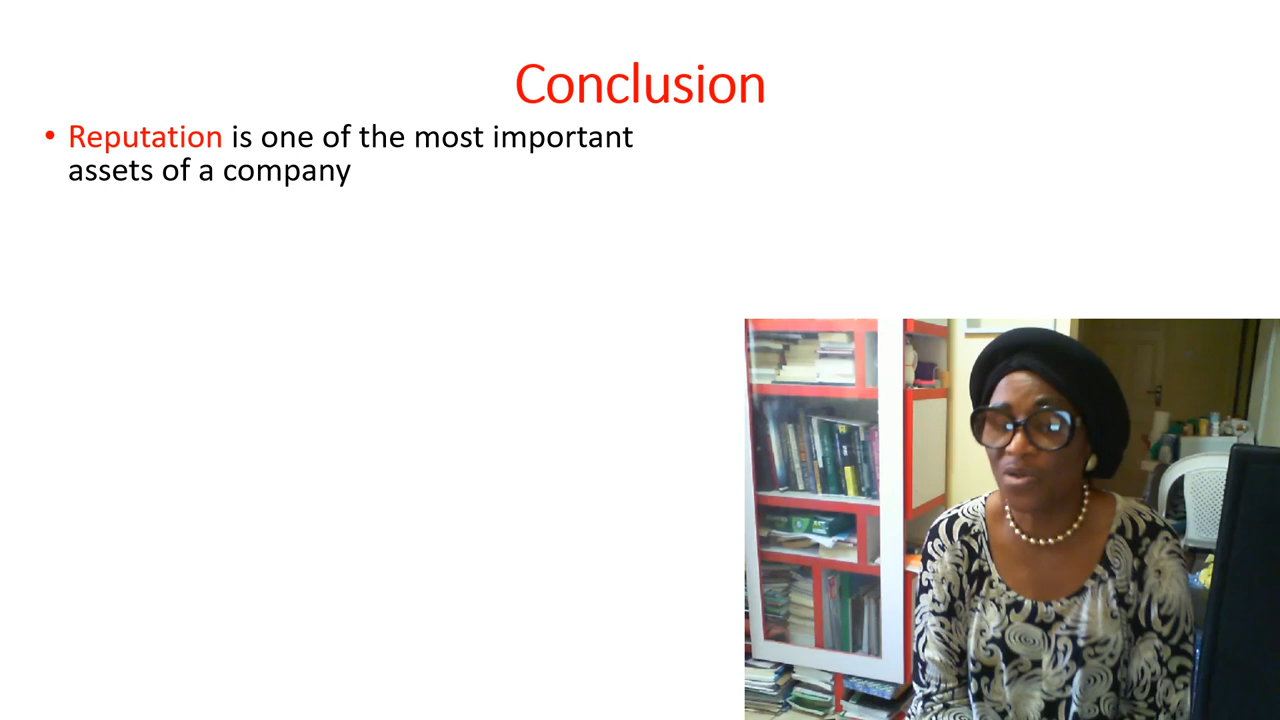 Conclusion
• Reputation is one of the most important
assets of a company